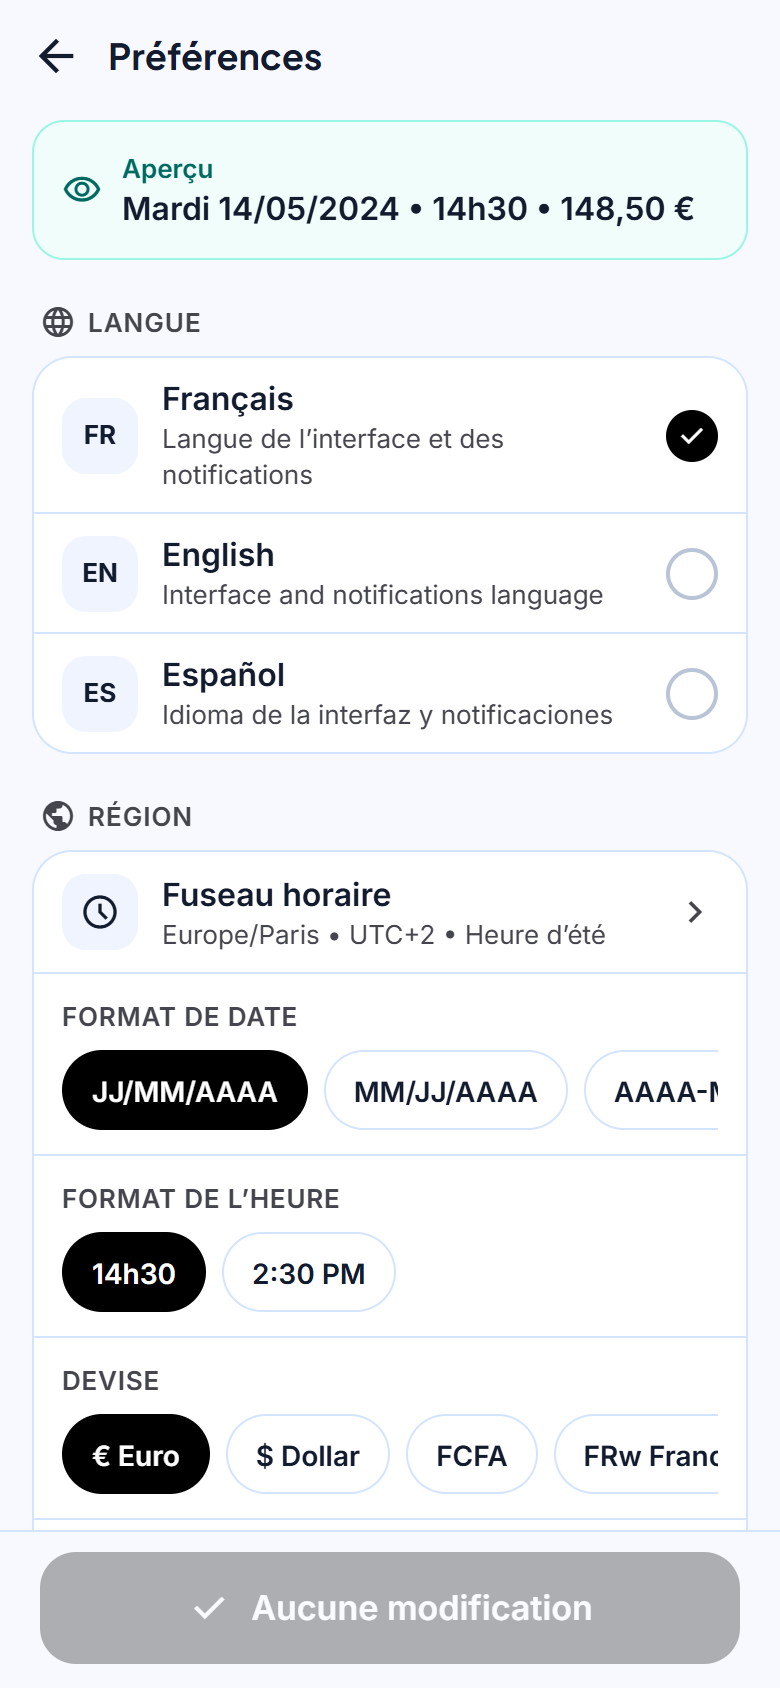 Préférences
Aperçu
Mardi 14/05/2024 • 14h30 • 148,50 €
LANGUE
FR
Français
Langue de l’interface et des
notifications
EN
English
Interface and notifications language
ES
Español
Idioma de la interfaz y notificaciones
RÉGION
Fuseau horaire
Europe/Paris • UTC+2 • Heure d’été
FORMAT DE DATE
JJ/MM/AAAA MM/JJ/AAAA AAAA-
FORMAT DE L’HEURE
14h30 2:30 PM
DEVISE
€ Euro $ Dollar FCFA FRw Franc
Aucune modification